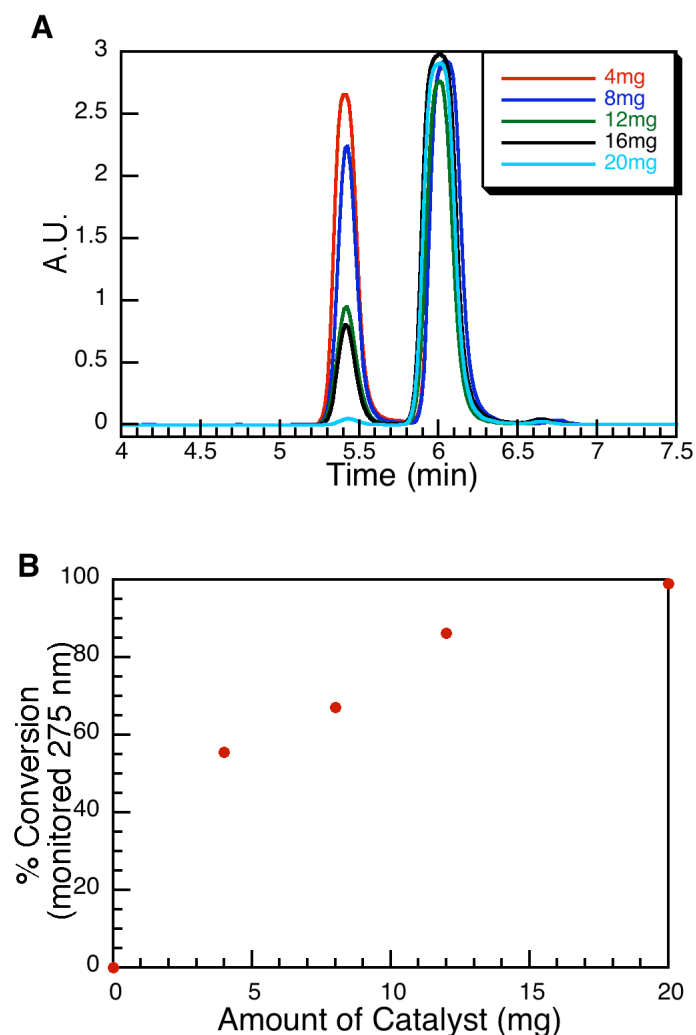 A
3
2.5
2
1.5
1
0.5
0
A.U.
4mg
8mg
12mg
16mg
20mg
4 4.5 5 5.5 6 6.5 7 7.5
Time (min)
B
100
80
60
40
20
0
% Conversion
(monitored 275 nm)
0 5 10 15 20
Amount of Catalyst (mg)